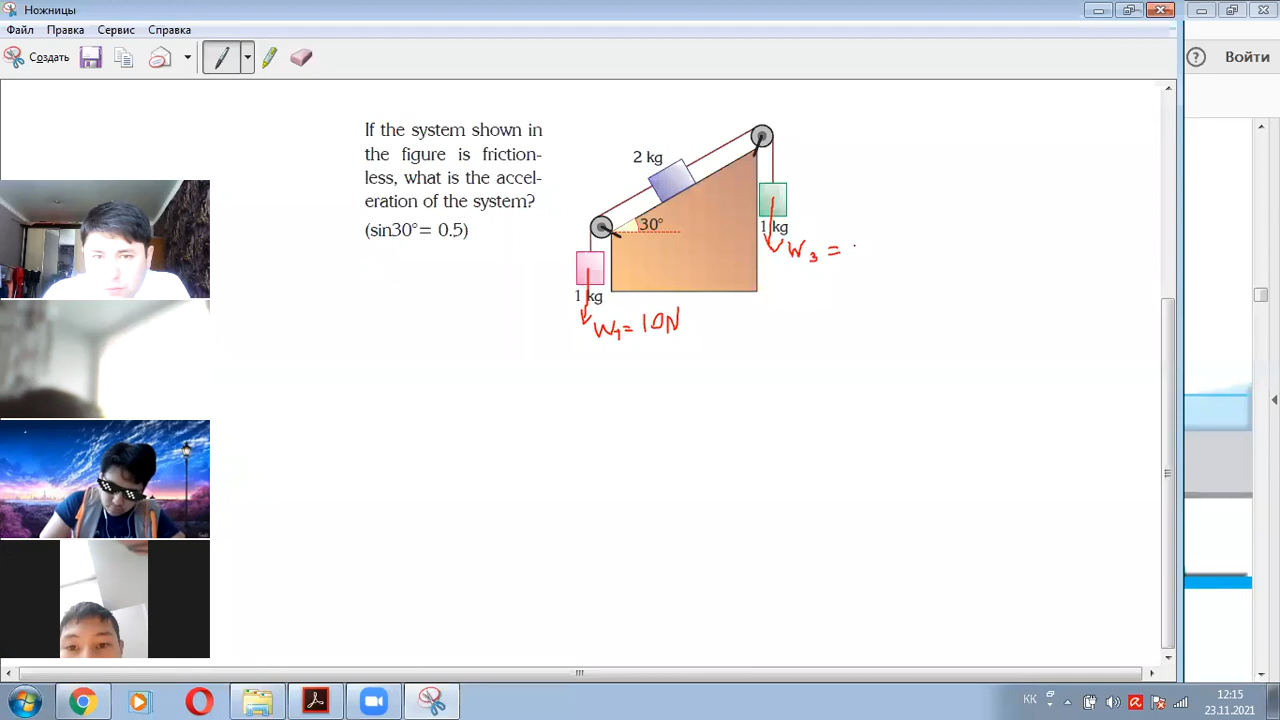 Ножницы
Файл Правка Сервис Справка
Создать
Войти
If the system shown in
the figure is friction-
less, what is the accel-
eration of the system?
(sin30°= 0.5)
2 kg
30°
1 kg
W₃ =
1 kg
W₁= 10N
KK
12:15
23.11.2021